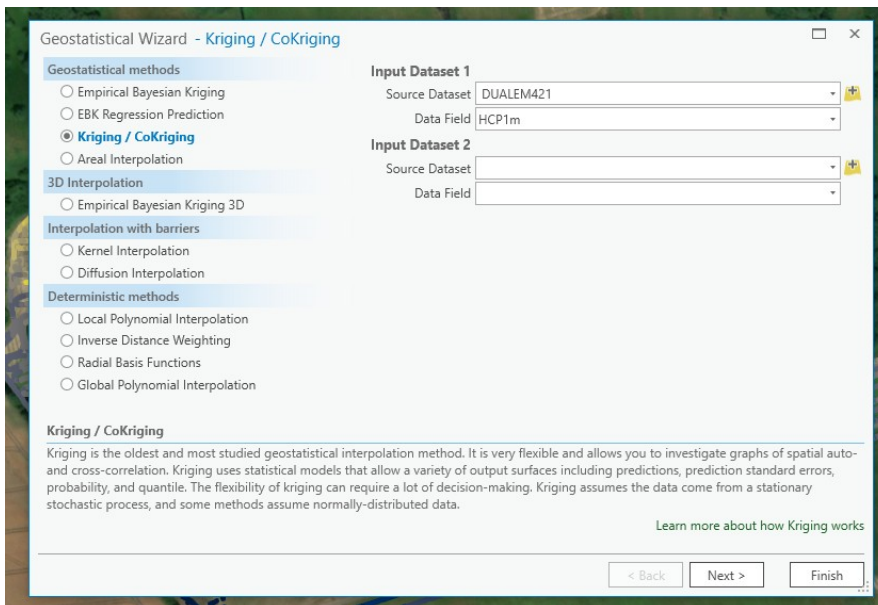 Geostatistical Wizard - Kriging / CoKriging
Geostatistical methods
Empirical Bayesian Kriging
EBK Regression Prediction
Kriging / CoKriging
Areal Interpolation
3D Interpolation
Empirical Bayesian Kriging 3D
Interpolation with barriers
Kernel Interpolation
Diffusion Interpolation
Deterministic methods
Local Polynomial Interpolation
Inverse Distance Weighting
Radial Basis Functions
Global Polynomial Interpolation
Input Dataset 1
Source Dataset DUALEM421
Data Field HCP1m
Input Dataset 2
Source Dataset
Data Field
Kriging / CoKriging
Kriging is the oldest and most studied geostatistical interpolation method. It is very flexible and allows you to investigate graphs of spatial auto-
and cross-correlation. Kriging uses statistical models that allow a variety of output surfaces including predictions, prediction standard errors,
probability, and quantile. The flexibility of kriging can require a lot of decision-making. Kriging assumes the data come from a stationary
stochastic process, and some methods assume normally-distributed data.
Learn more about how Kriging works
< Back Next > Finish